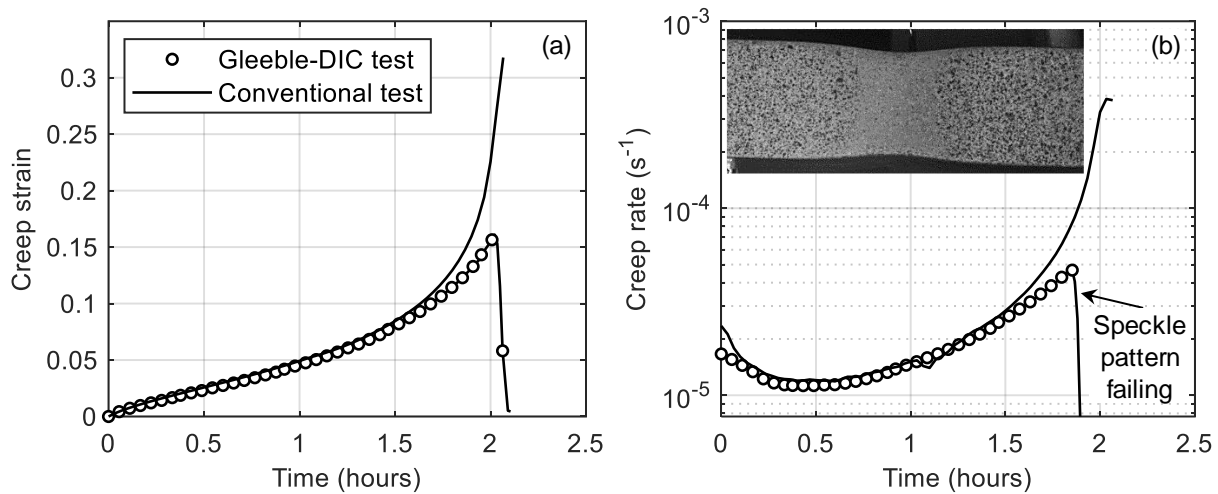 (a)
Gleeble-DIC test
Conventional test
0.3
0.25
0.2
0.15
0.1
0.05
0
0 0.5 1 1.5 2 2.5
Creep strain
Time (hours)
(b)
10-3
10-4
10-5
Creep rate (s-1)
Speckle
pattern
failing
0 0.5 1 1.5 2 2.5
Time (hours)